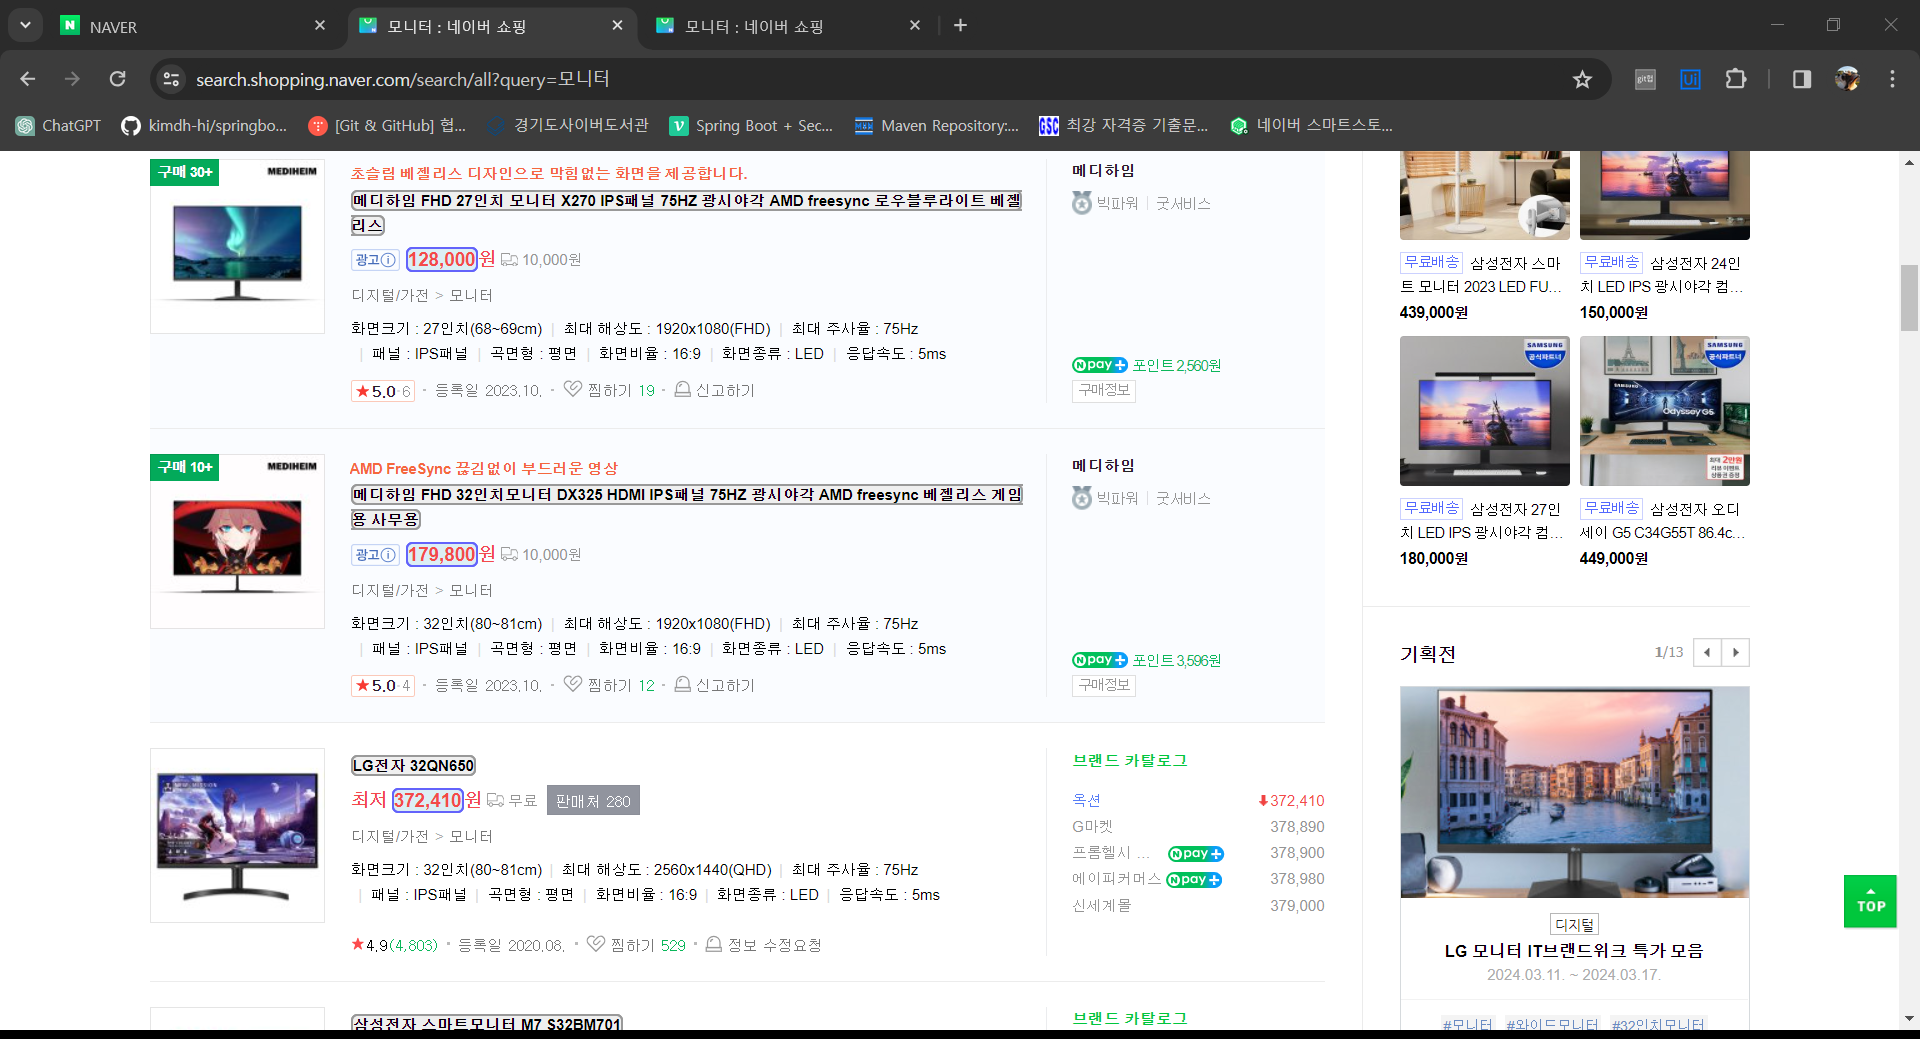 NAVER
모니터 : 네이버 쇼핑
모니터 : 네이버 쇼핑
search.shopping.naver.com/search/all?query=모니터
ChatGPT
kimdh-hi/springbo...
[Git & GitHub] 협...
경기도사이버도서관
Spring Boot + Sec...
Maven Repository:...
최강 자격증 기출문...
네이버 스마트스토...
구매 30+
MEDIHEIM
초슬림 베젤리스 디자인으로 막힘없는 화면을 제공합니다.
메디하임 FHD 27인치 모니터 X270 IPS패널 75HZ 광시야각 AMD freesync 로우블루라이트 베젤
리스
광고 128,000원 10,000원
디지털/가전 > 모니터
화면크기 : 27인치(68~69cm) | 최대 해상도 : 1920x1080(FHD) | 최대 주사율 : 75Hz
| 패널 : IPS패널 | 곡면형 : 평면 | 화면비율 : 16:9 | 화면종류 : LED | 응답속도 : 5ms
★5.0·6 · 등록일 2023.10. · 찜하기 19 · 신고하기
메디하임
빅파워 | 굿서비스
N pay+ 포인트 2,560원
구매정보
구매 10+
MEDIHEIM
AMD FreeSync 끊김없이 부드러운 영상
메디하임 FHD 32인치모니터 DX325 HDMI IPS패널 75HZ 광시야각 AMD freesync 베젤리스 게임
용 사무용
광고 179,800원 10,000원
디지털/가전 > 모니터
화면크기 : 32인치(80~81cm) | 최대 해상도 : 1920x1080(FHD) | 최대 주사율 : 75Hz
| 패널 : IPS패널 | 곡면형 : 평면 | 화면비율 : 16:9 | 화면종류 : LED | 응답속도 : 5ms
★5.0·4 · 등록일 2023.10. · 찜하기 12 · 신고하기
메디하임
빅파워 | 굿서비스
N pay+ 포인트 3,596원
구매정보
LG전자 32QN650
최저 372,410원 무료 판매처 280
디지털/가전 > 모니터
화면크기 : 32인치(80~81cm) | 최대 해상도 : 2560x1440(QHD) | 최대 주사율 : 75Hz
| 패널 : IPS패널 | 곡면형 : 평면 | 화면비율 : 16:9 | 화면종류 : LED | 응답속도 : 5ms
★4.9(4,803) · 등록일 2020.08. · 찜하기 529 · 정보 수정요청
브랜드 카탈로그
옥션 372,410
G마켓 378,890
프롬헬시 ... N pay+ 378,900
에이피커머스 N pay+ 378,980
신세계몰 379,000
삼성전자 스마트모니터 M7 S32BM701
브랜드 카탈로그
무료배송 삼성전자 스마
트 모니터 2023 LED FU...
439,000원
무료배송 삼성전자 24인
치 LED IPS 광시야각 컴...
150,000원
SAMSUNG
공식파트너
무료배송 삼성전자 27인
치 LED IPS 광시야각 컴...
180,000원
SAMSUNG
공식파트너
Odyssey G5
최대 2만원
리뷰 이벤트
상품권 증정
무료배송 삼성전자 오디
세이 G5 C34G55T 86.4c...
449,000원
기획전
1/13
디지털
LG 모니터 IT브랜드위크 특가 모음
2024.03.11. ~ 2024.03.17.
#모니터 #와이드모니터 #32인치모니터
TOP